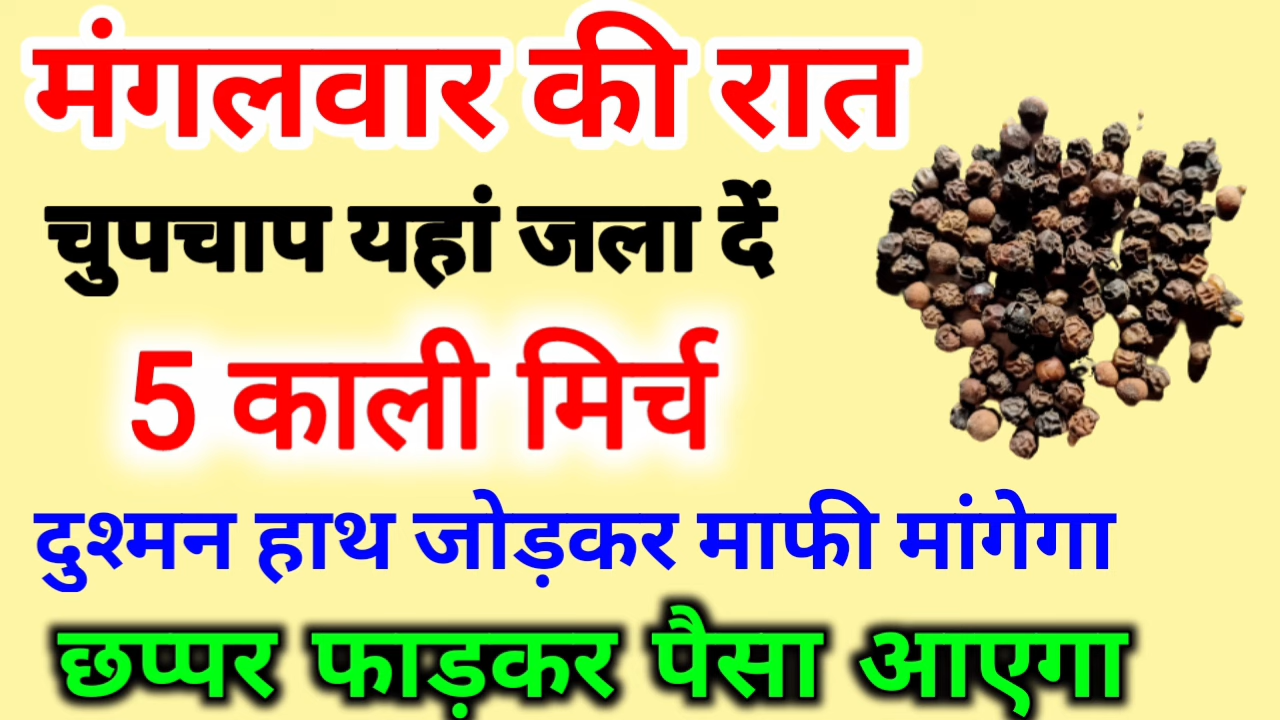 मंगलवार की रात
चुपचाप यहां जला दें
5 काली मिर्च
दुश्मन हाथ जोड़कर माफी मांगेगा
छप्पर फाड़कर पैसा आएगा